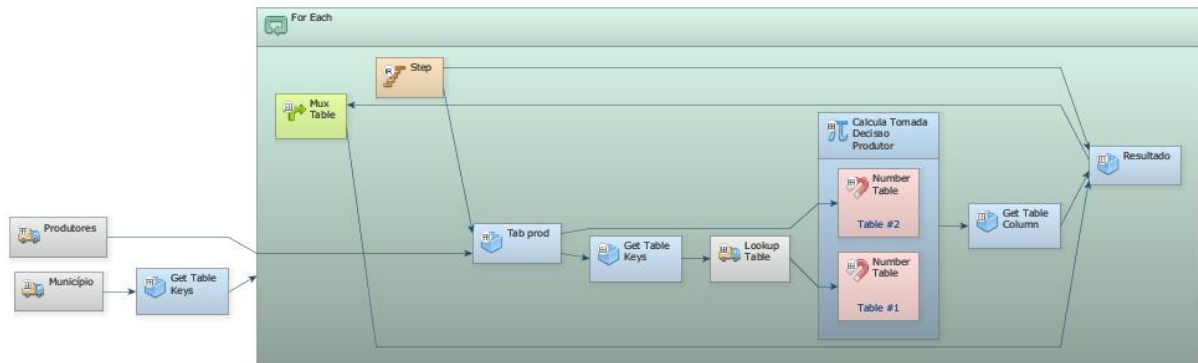 For Each
Step
Mux
Table
Calcula Tomada
Decisao
Produtor
Resultado
Number
Table
Table #2
Produtores
Tab prod
Get Table
Column
Get Table
Keys
Lookup
Table
Number
Table
Table #1
Município
Get Table
Keys